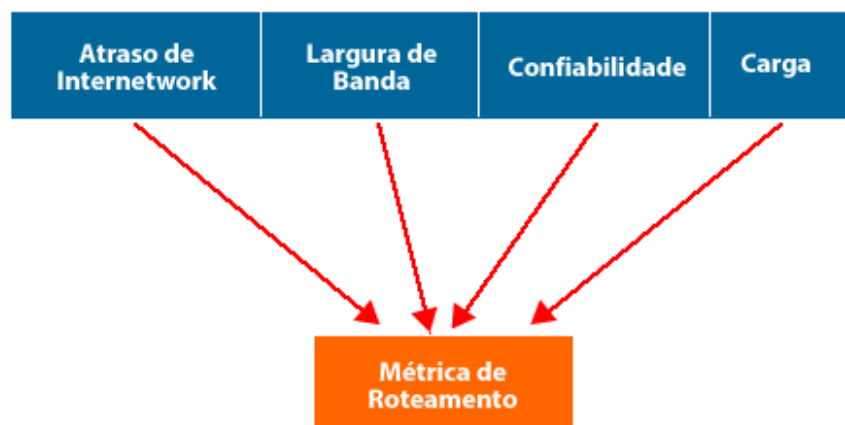 Atraso de
Internetwork
Largura de
Banda
Confiabilidade
Carga
Métrica de
Roteamento